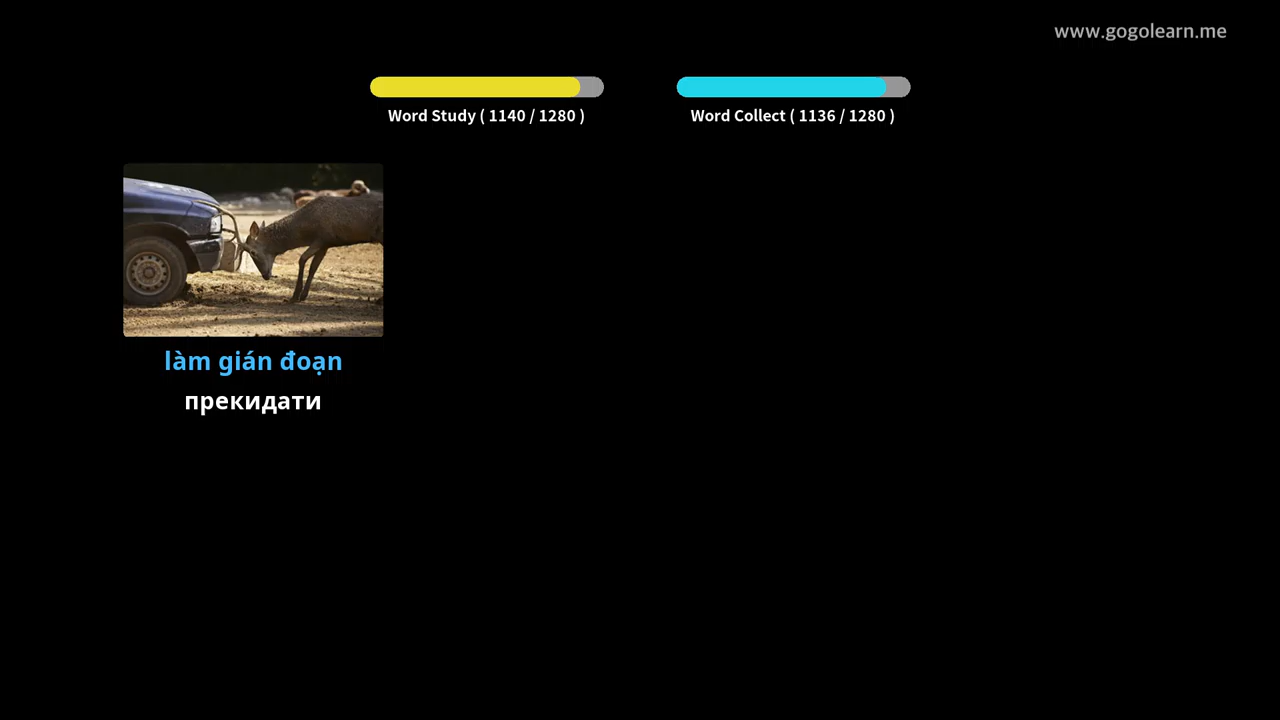 www.gogolearn.me
Word Study ( 1140 / 1280 )
Word Collect ( 1136 / 1280 )
làm gián đoạn
прекидати